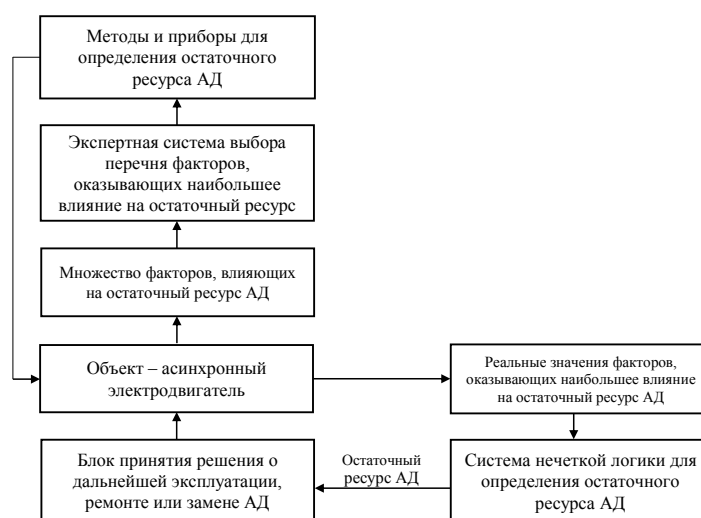 Методы и приборы для
определения остаточного
ресурса АД
Экспертная система выбора
перечня факторов,
оказывающих наибольшее
влияние на остаточный ресурс
Множество факторов, влияющих
на остаточный ресурс АД
Объект – асинхронный
электродвигатель
Реальные значения факторов,
оказывающих наибольшее влияние
на остаточный ресурс АД
Блок принятия решения о
дальнейшей эксплуатации,
ремонте или замене АД
Остаточный
ресурс АД
Система нечеткой логики для
определения остаточного
ресурса АД